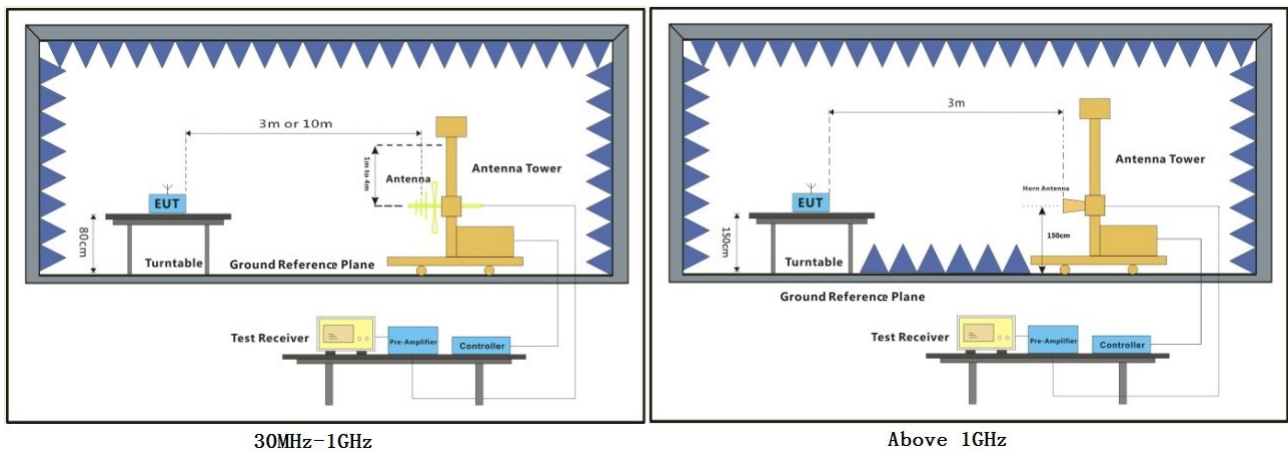 3m or 10m
1m to 4m
Antenna
Antenna Tower
EUT
80cm
Turntable
Ground Reference Plane
Test Receiver
Pre-Amplifier
Controller
30MHz-1GHz
3m
Antenna Tower
Horn Antenna
EUT
150cm
150cm
Turntable
Ground Reference Plane
Test Receiver
Pre-Amplifier
Controller
Above 1GHz